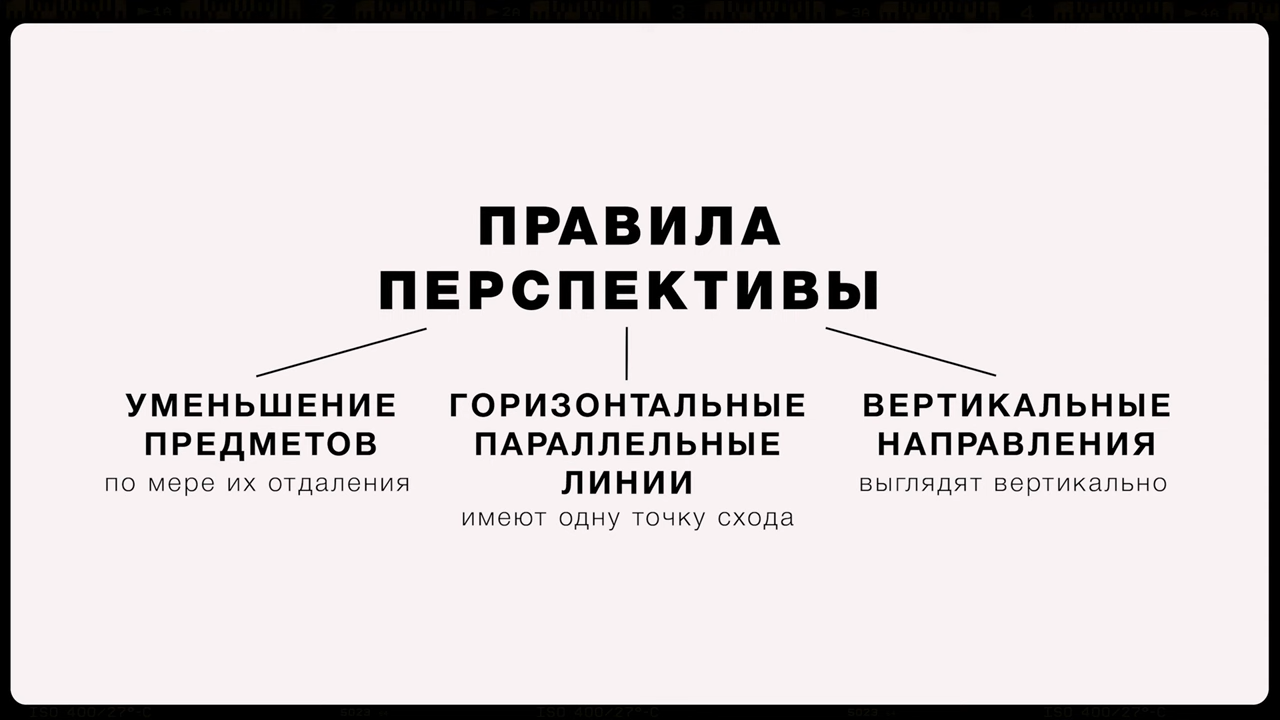 ПРАВИЛА
ПЕРСПЕКТИВЫ
УМЕНЬШЕНИЕ
ПРЕДМЕТОВ
по мере их отдаления
ГОРИЗОНТАЛЬНЫЕ
ПАРАЛЛЕЛЬНЫЕ
ЛИНИИ
имеют одну точку схода
ВЕРТИКАЛЬНЫЕ
НАПРАВЛЕНИЯ
выглядят вертикально